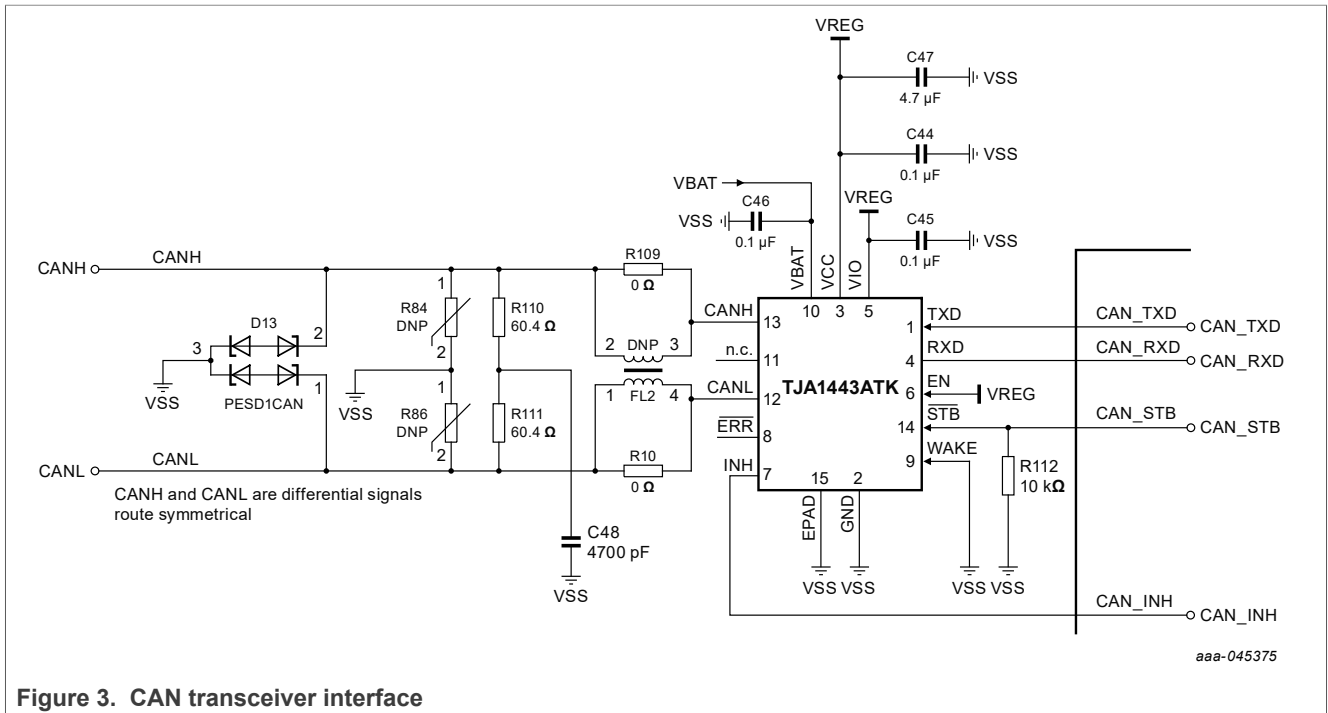 VREG
C47
VSS
4.7 µF
C44
VSS
0.1 µF
VBAT
C46
VSS
0.1 µF
VREG
C45
VSS
0.1 µF
CANH
CANH
R109
0 Ω
VBAT
VCC
VIO
10
3
5
D13
2
3
1
VSS
PESD1CAN
1
R84
DNP
2
R110
60.4 Ω
VSS
1
R86
DNP
2
R111
60.4 Ω
2
DNP
3
1
FL2
4
CANH
13
n.c.
11
CANL
12
ERR
8
INH
7
TJA1443ATK
1
TXD
CAN_TXD
CAN_TXD
4
RXD
CAN_RXD
CAN_RXD
6
EN
VREG
14
STB
CAN_STB
CAN_STB
9
WAKE
R112
10 kΩ
CANL
CANL
R10
0 Ω
15
2
EPAD
GND
VSS
VSS
VSS
VSS
CANH and CANL are differential signals
route symmetrical
C48
4700 pF
VSS
CAN_INH
CAN_INH
aaa-045375
Figure 3. CAN transceiver interface